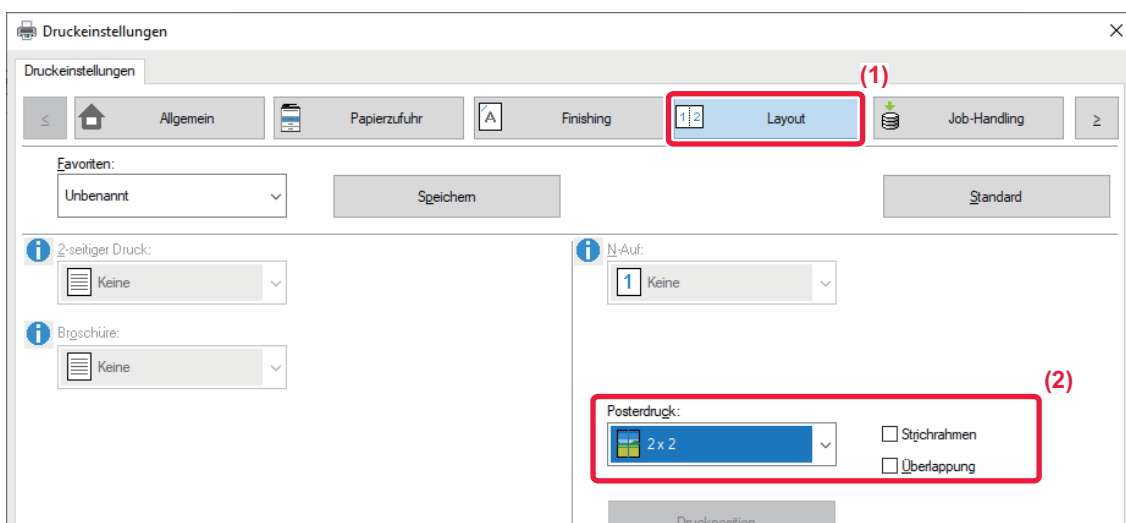 Druckeinstellungen
Druckeinstellungen
(1)
< Allgemein Papierzufuhr A Finishing 1 2 Layout Job-Handling >
Favoriten:
Unbenannt Speichern Standard
2-seitiger Druck: N-Auf:
Keine 1 Keine
Broschüre:
Keine
(2)
Posterdruck:
2 x 2 Strichrahmen
Überlappung
Druckposition...